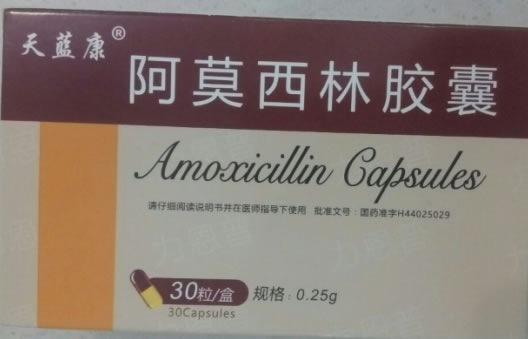 天蓝康®
阿莫西林胶囊
Amoxicillin Capsules
请仔细阅读说明书并在医师指导下使用 批准文号：国药准字H44025029
30粒/盒 规格：0.25g
30Capsules